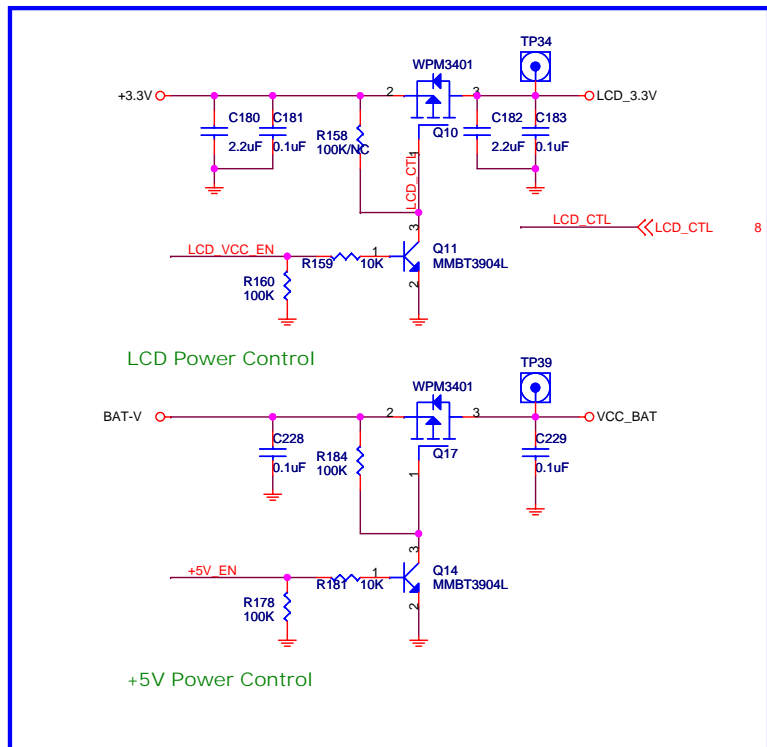 TP34
WPM3401
+3.3V
2
3
LCD_3.3V
C180
2.2uF
C181
0.1uF
R158
100K/NC
Q10
1
C182
2.2uF
C183
0.1uF
LCD_CTL
LCD_CTL
LCD_CTL
8
3
LCD_VCC_EN
R159
10K
1
Q11
MMBT3904L
2
R160
100K
LCD Power Control
TP39
WPM3401
BAT-V
2
3
VCC_BAT
C228
0.1uF
R184
100K
Q17
1
C229
0.1uF
3
+5V_EN
R181
10K
1
Q14
MMBT3904L
2
R178
100K
+5V Power Control